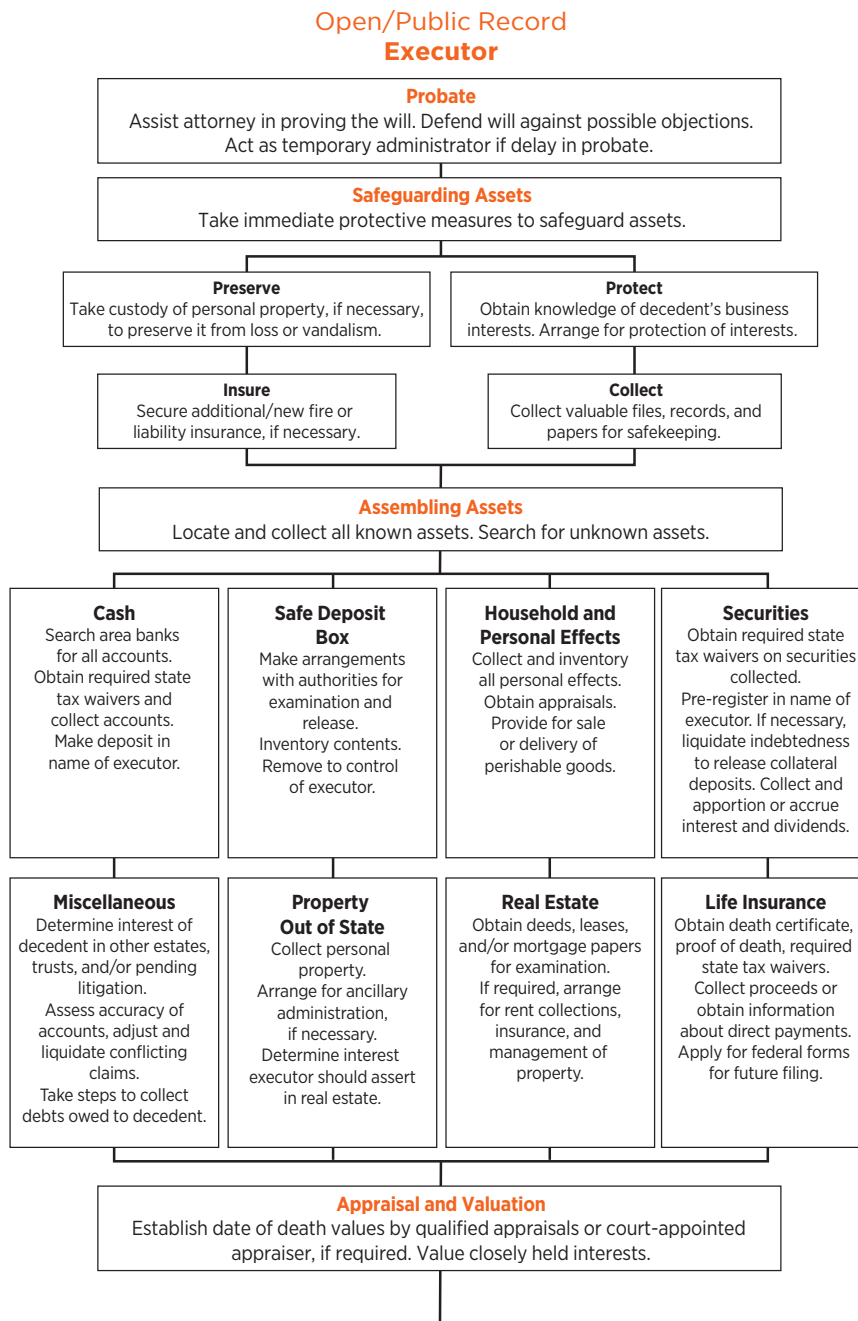 Open/Public Record
Executor
Probate
Assist attorney in proving the will. Defend will against possible objections.
Act as temporary administrator if delay in probate.
Safeguarding Assets
Take immediate protective measures to safeguard assets.
Preserve
Take custody of personal property, if necessary,
to preserve it from loss or vandalism.
Protect
Obtain knowledge of decedent's business
interests. Arrange for protection of interests.
Insure
Secure additional/new fire or
liability insurance, if necessary.
Collect
Collect valuable files, records, and
papers for safekeeping.
Assembling Assets
Locate and collect all known assets. Search for unknown assets.
Cash
Search area banks
for all accounts.
Obtain required state
tax waivers and
collect accounts.
Make deposit in
name of executor.
Safe Deposit
Box
Make arrangements
with authorities for
examination and
release.
Inventory contents.
Remove to control
of executor.
Household and
Personal Effects
Collect and inventory
all personal effects.
Obtain appraisals.
Provide for sale
or delivery of
perishable goods.
Securities
Obtain required state
tax waivers on securities
collected.
Pre-register in name of
executor. If necessary,
liquidate indebtedness
to release collateral
deposits. Collect and
apportion or accrue
interest and dividends.
Miscellaneous
Determine interest of
decedent in other estates,
trusts, and/or pending
litigation.
Assess accuracy of
accounts, adjust and
liquidate conflicting
claims.
Take steps to collect
debts owed to decedent.
Property
Out of State
Collect personal
property.
Arrange for ancillary
administration,
if necessary.
Determine interest
executor should assert
in real estate.
Real Estate
Obtain deeds, leases,
and/or mortgage papers
for examination.
If required, arrange
for rent collections,
insurance, and
management of
property.
Life Insurance
Obtain death certificate,
proof of death, required
state tax waivers.
Collect proceeds or
obtain information
about direct payments.
Apply for federal forms
for future filing.
Appraisal and Valuation
Establish date of death values by qualified appraisals or court-appointed
appraiser, if required. Value closely held interests.